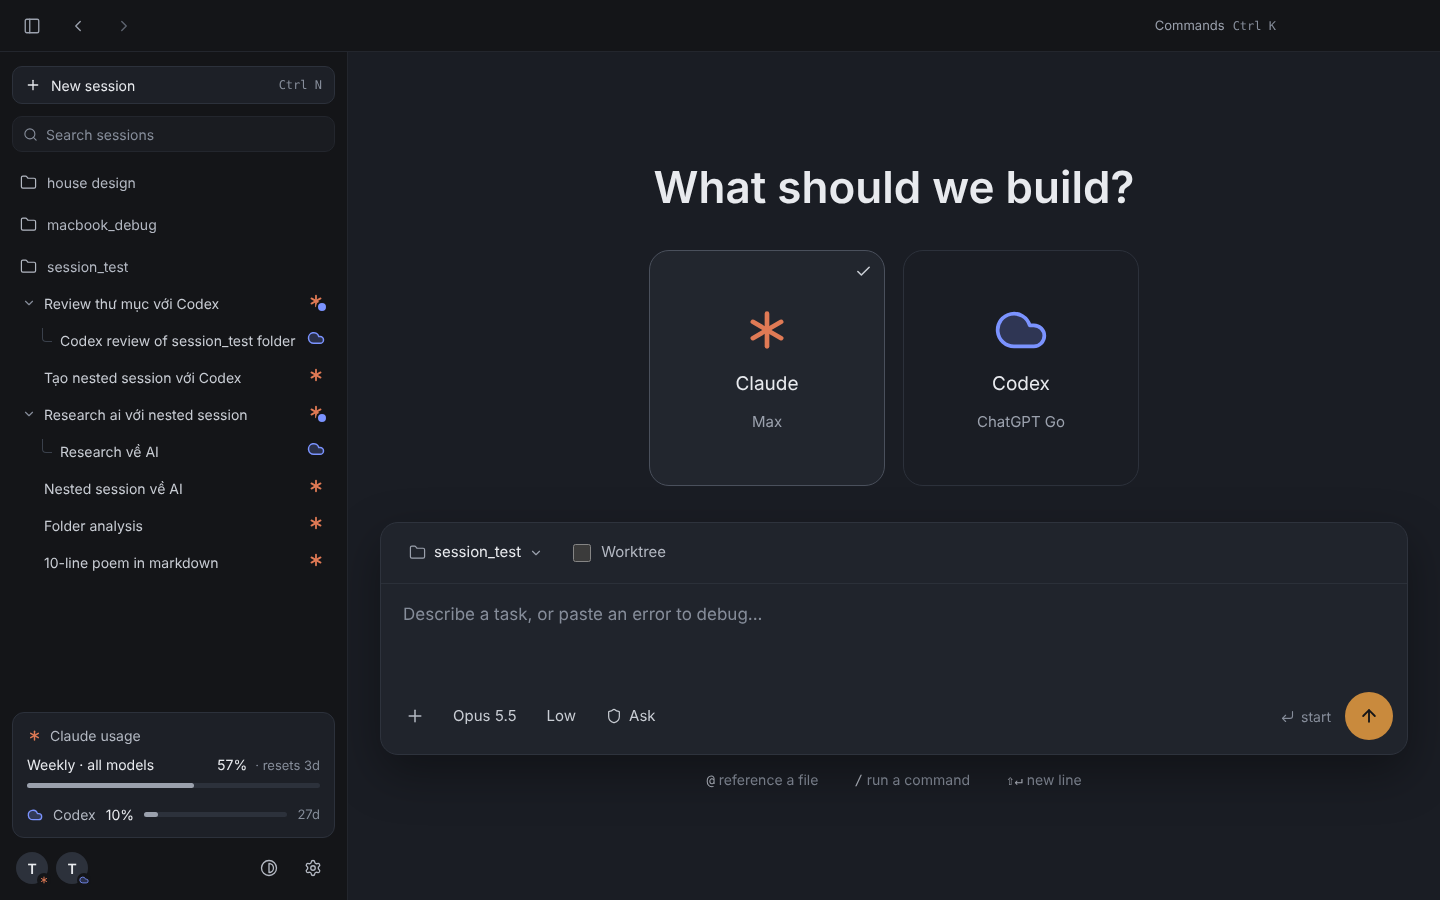 Commands Ctrl K
New session Ctrl N
Search sessions
house design
macbook_debug
session_test
Review thư mục với Codex
Codex review of session_test folder
Tạo nested session với Codex
Research ai với nested session
Research về AI
Nested session về AI
Folder analysis
10-line poem in markdown
Claude usage
Weekly · all models 57% · resets 3d
Codex 10% 27d
T T
What should we build?
Claude
Max
Codex
ChatGPT Go
session_test Worktree
Describe a task, or paste an error to debug...
Opus 5.5 Low Ask start
@ reference a file / run a command ⇧↵ new line